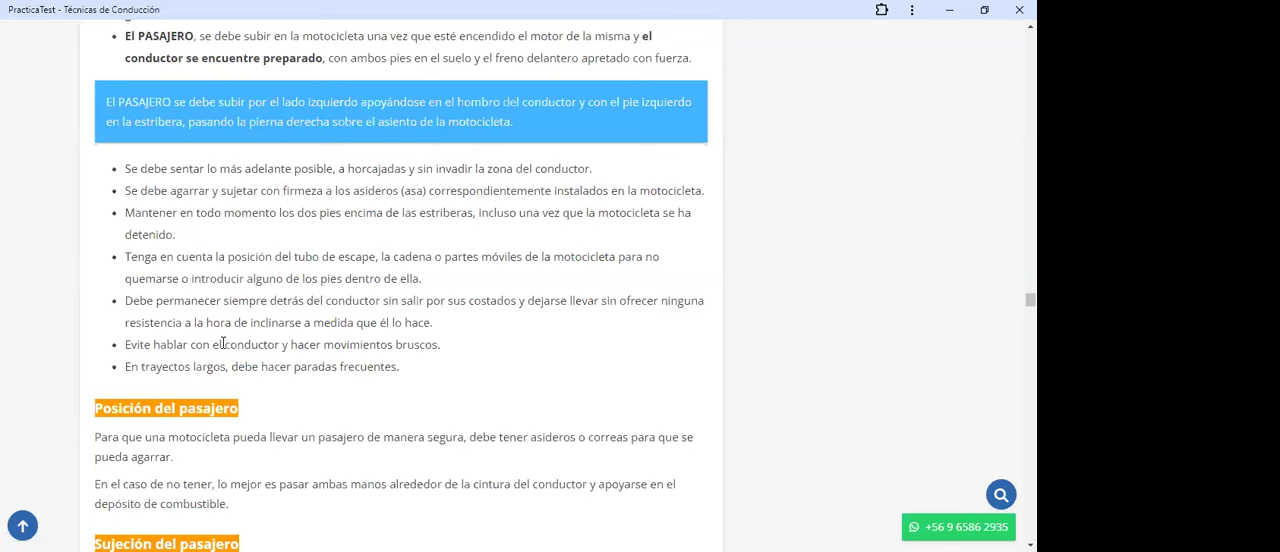 PracticaTest - Técnicas de Conducción
El PASAJERO, se debe subir en la motocicleta una vez que esté encendido el motor de la misma y el
conductor se encuentre preparado, con ambos pies en el suelo y el freno delantero apretado con fuerza.
El PASAJERO se debe subir por el lado izquierdo apoyándose en el hombro del conductor y con el pie izquierdo
en la estribera, pasando la pierna derecha sobre el asiento de la motocicleta.
Se debe sentar lo más adelante posible, a horcajadas y sin invadir la zona del conductor.
Se debe agarrar y sujetar con firmeza a los asideros (asa) correspondientemente instalados en la motocicleta.
Mantener en todo momento los dos pies encima de las estriberas, incluso una vez que la motocicleta se ha
detenido.
Tenga en cuenta la posición del tubo de escape, la cadena o partes móviles de la motocicleta para no
quemarse o introducir alguno de los pies dentro de ella.
Debe permanecer siempre detrás del conductor sin salir por sus costados y dejarse llevar sin ofrecer ninguna
resistencia a la hora de inclinarse a medida que él lo hace.
Evite hablar con el conductor y hacer movimientos bruscos.
En trayectos largos, debe hacer paradas frecuentes.
Posición del pasajero
Para que una motocicleta pueda llevar un pasajero de manera segura, debe tener asideros o correas para que se
pueda agarrar.
En el caso de no tener, lo mejor es pasar ambas manos alrededor de la cintura del conductor y apoyarse en el
depósito de combustible.
+56 9 6586 2935
Sujeción del pasajero